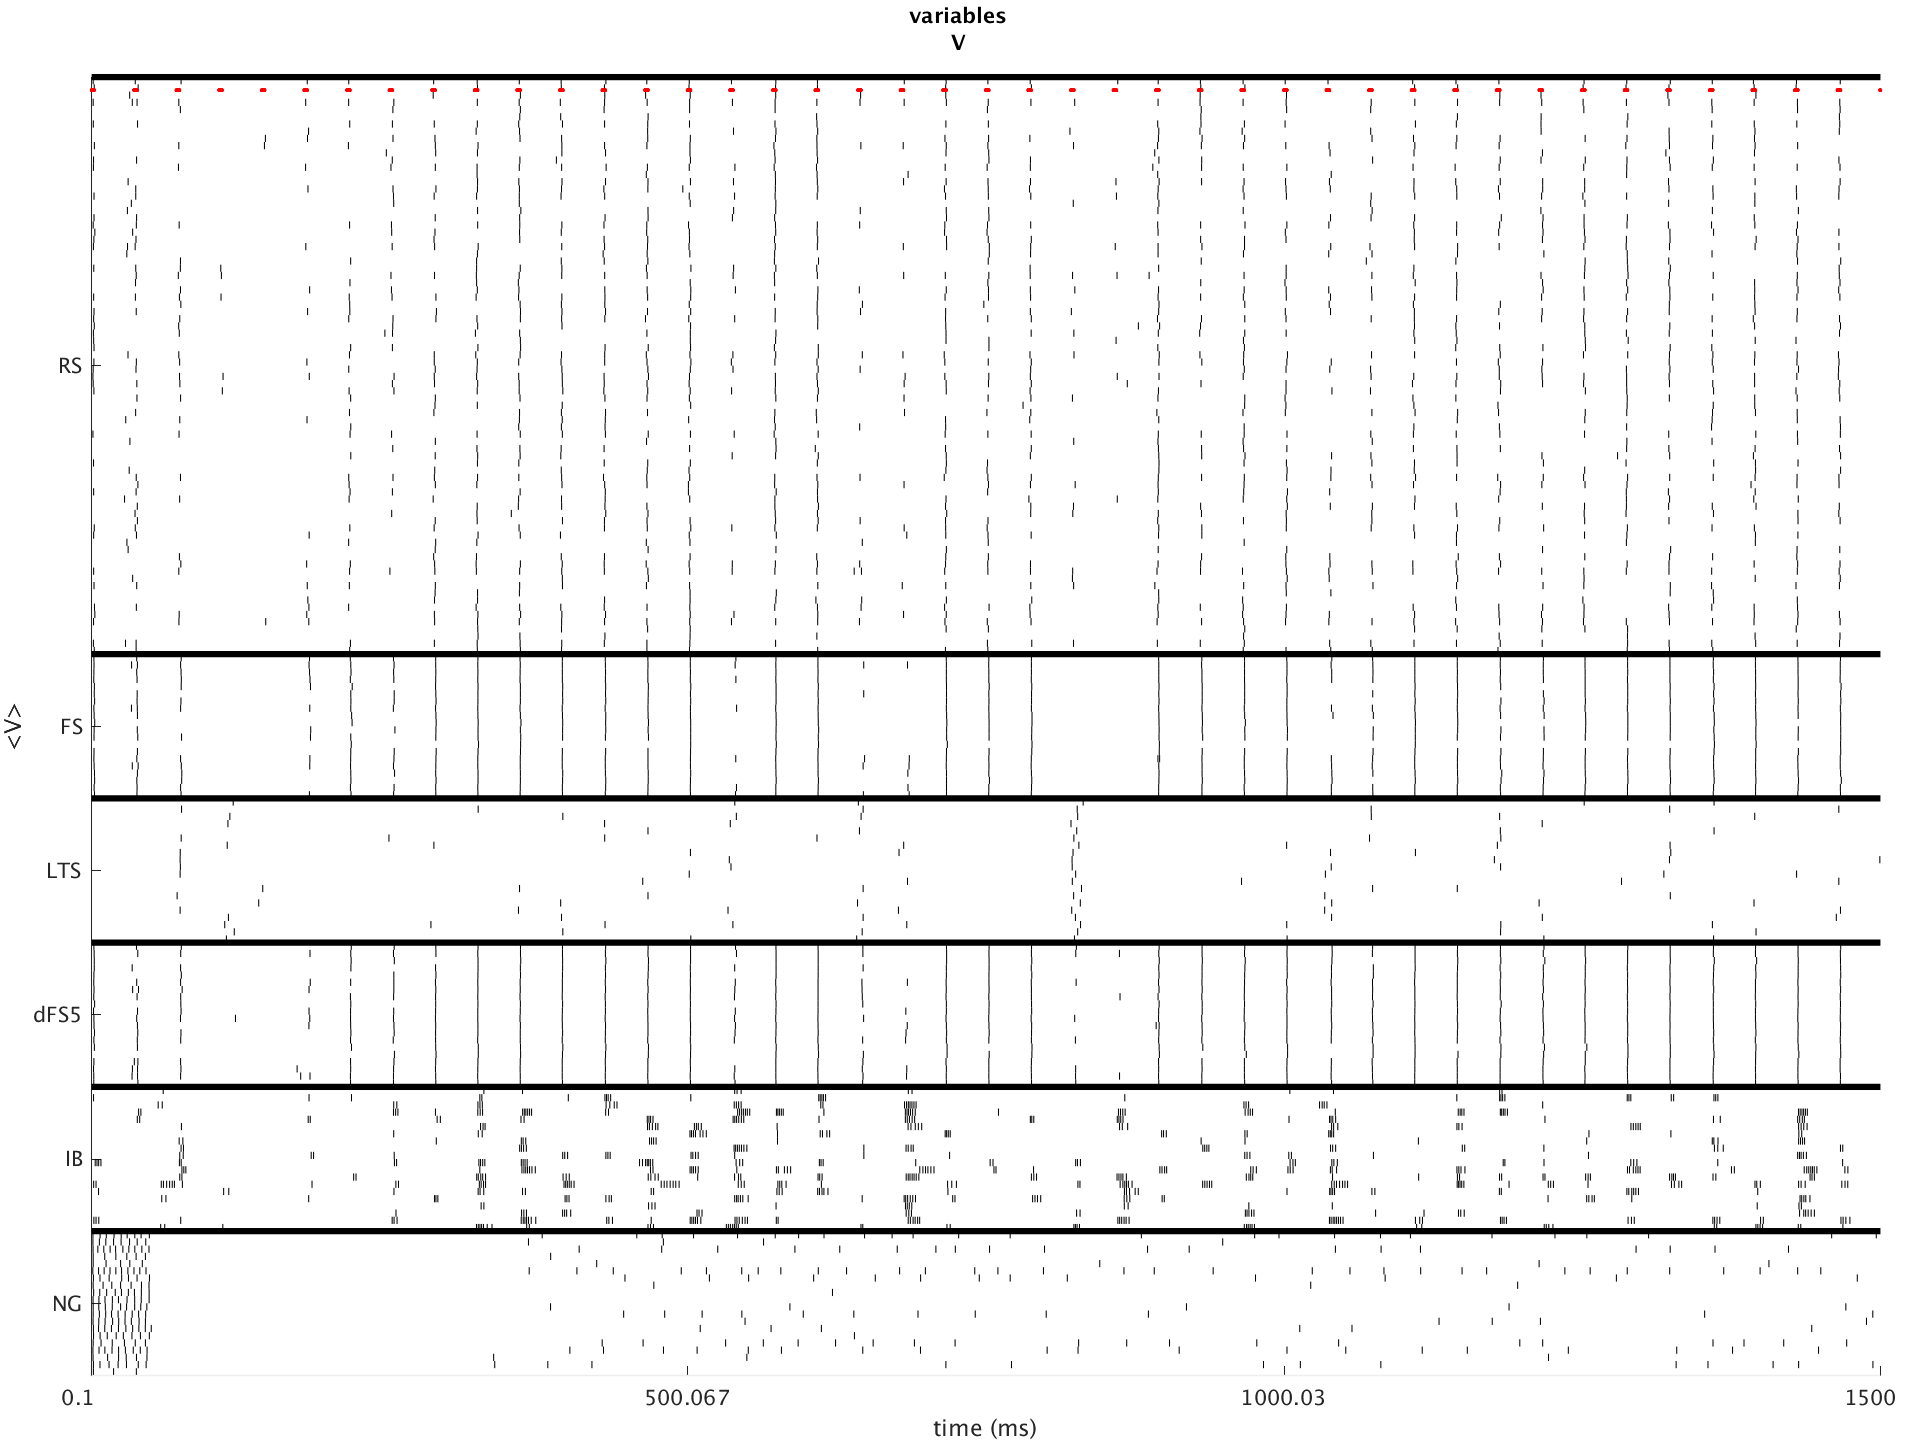 variables
V
RS
FS
<V>
LTS
dFS5
IB
NG
0.1
500.067
1000.03
1500
time (ms)